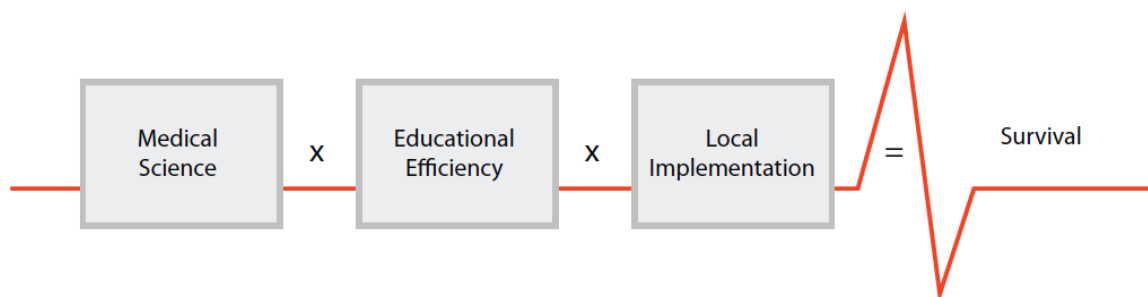 Medical
Science
x
Educational
Efficiency
x
Local
Implementation
=
Survival